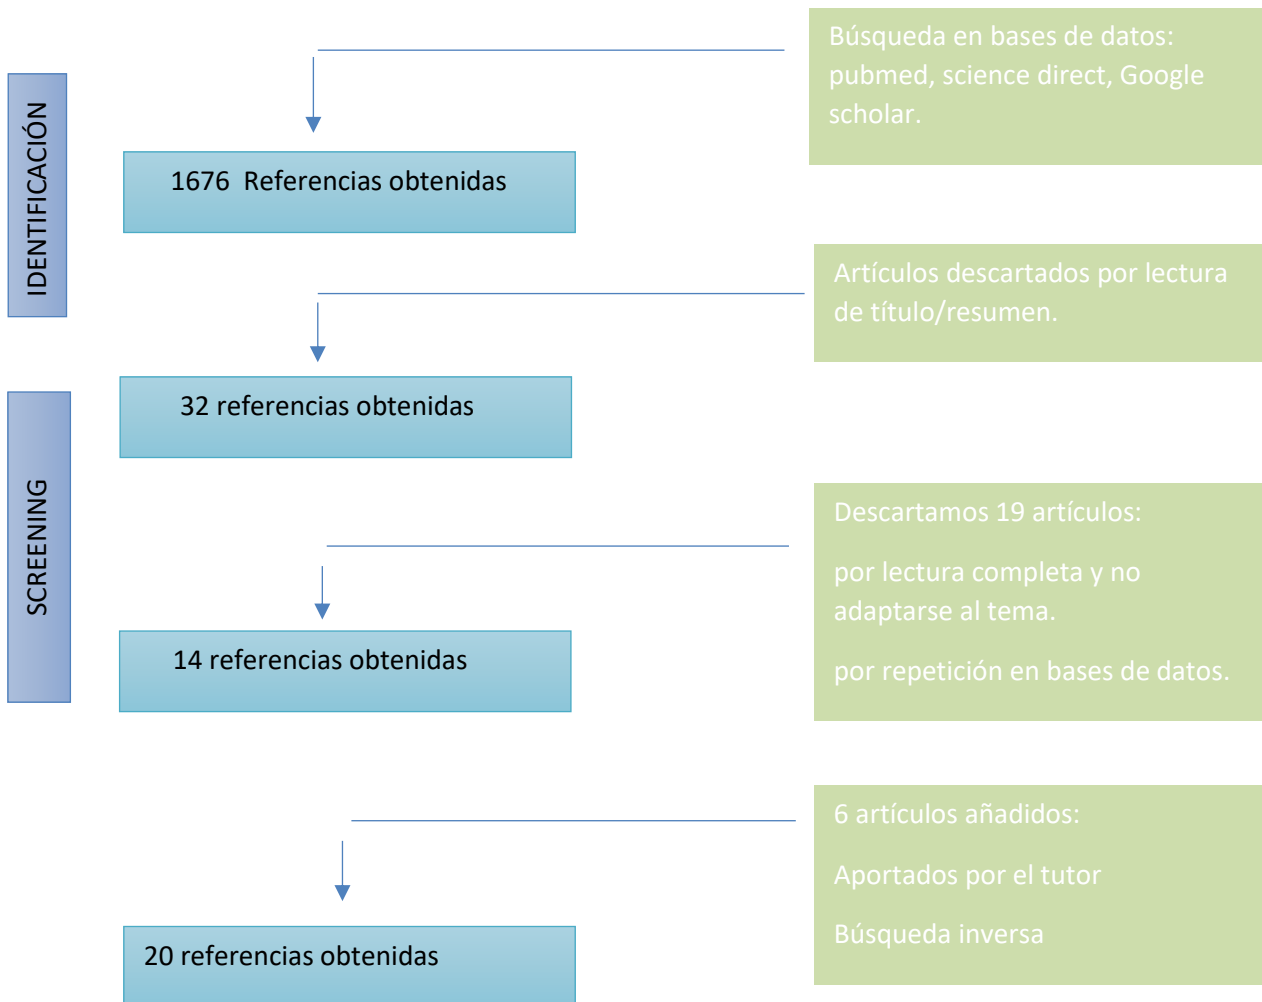 Búsqueda en bases de datos:
pubmed, science direct, Google
scholar.
IDENTIFICACIÓN
1676 Referencias obtenidas
Artículos descartados por lectura
de título/resumen.
32 referencias obtenidas
SCREENING
Descartamos 19 artículos:
por lectura completa y no
adaptarse al tema.
por repetición en bases de datos.
14 referencias obtenidas
6 artículos añadidos:
Aportados por el tutor
Búsqueda inversa
20 referencias obtenidas